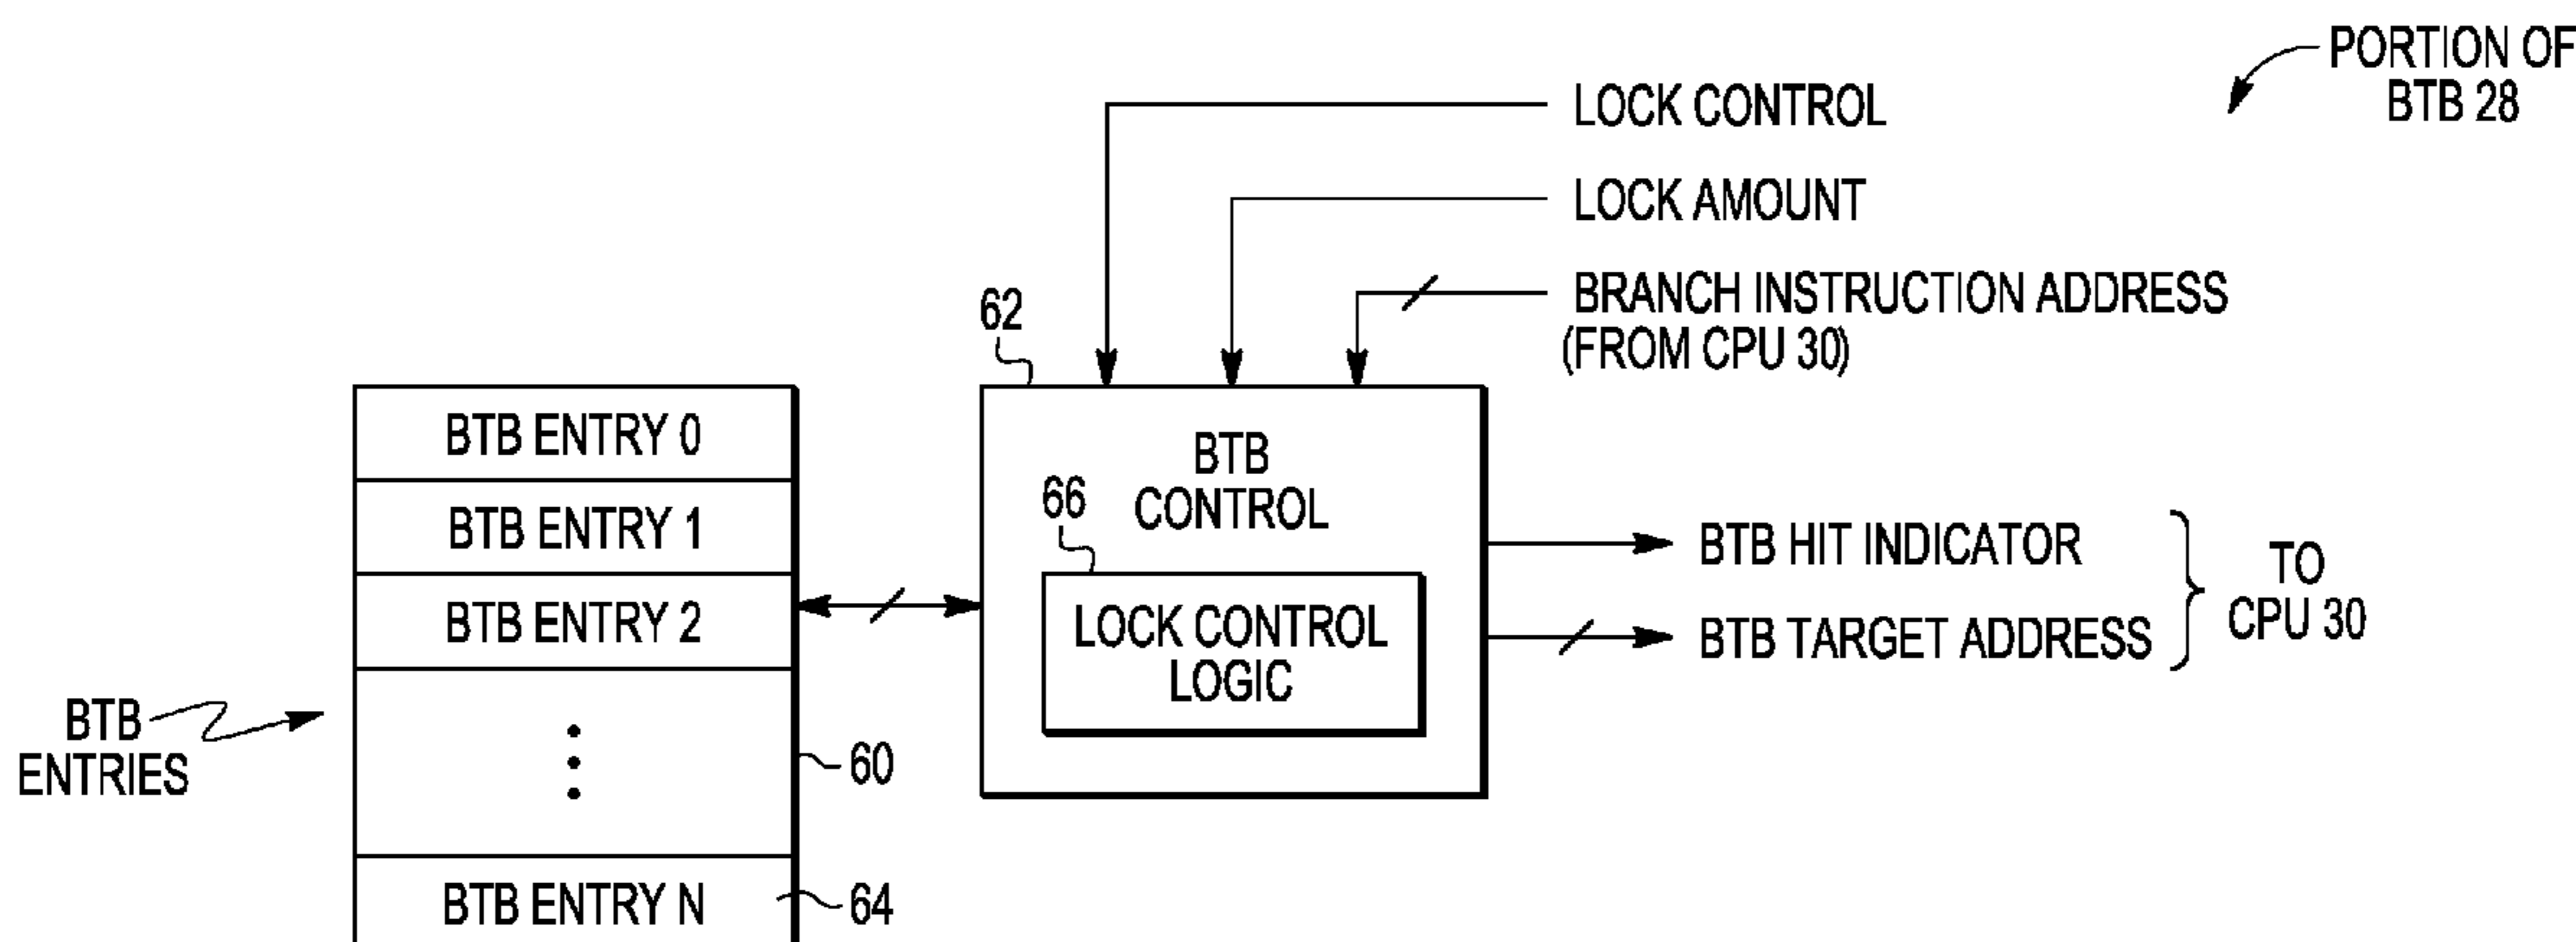 PORTION OF
BTB 28
LOCK CONTROL
LOCK AMOUNT
BRANCH INSTRUCTION ADDRESS
(FROM CPU 30)
62
BTB ENTRY 0
BTB ENTRY 1
BTB ENTRY 2
BTB ENTRY N
BTB
ENTRIES
60
64
BTB
CONTROL
66
LOCK CONTROL
LOGIC
BTB HIT INDICATOR
BTB TARGET ADDRESS
TO
CPU 30